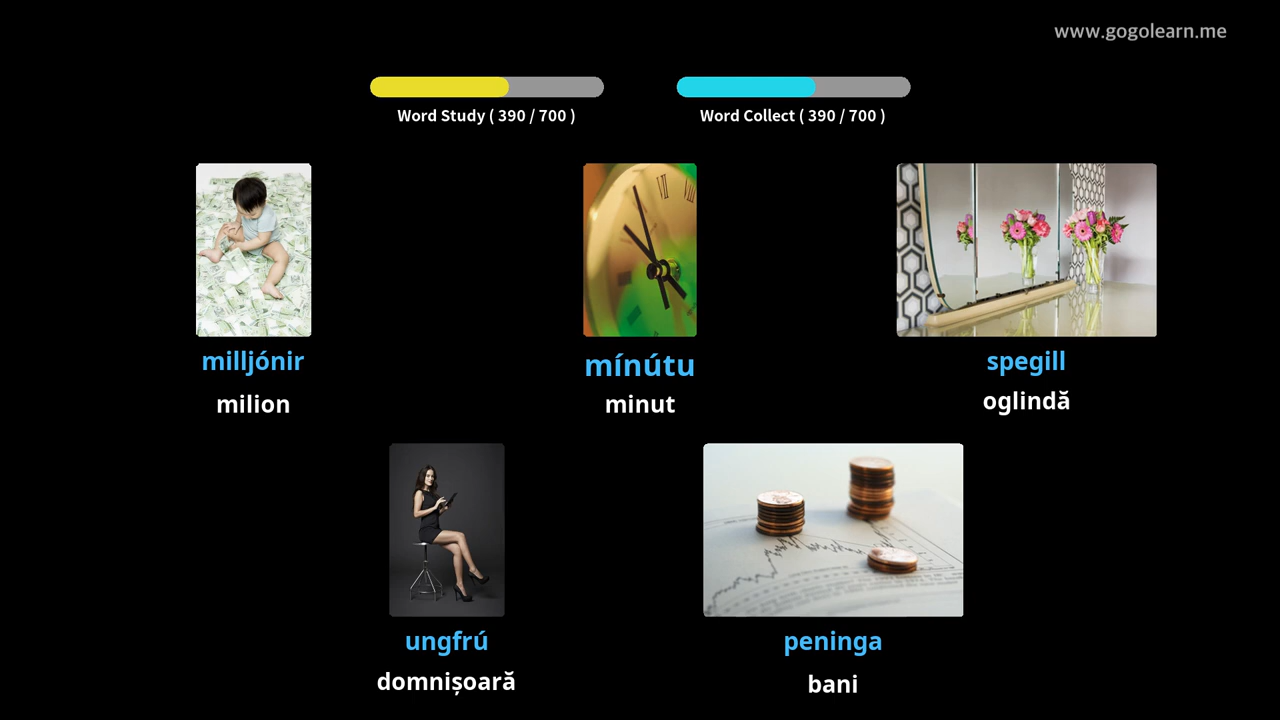 www.gogolearn.me
Word Study ( 390 / 700 )
Word Collect ( 390 / 700 )
milljónir
milion
mínútu
minut
spegill
oglindă
ungfrú
domnișoară
peninga
bani